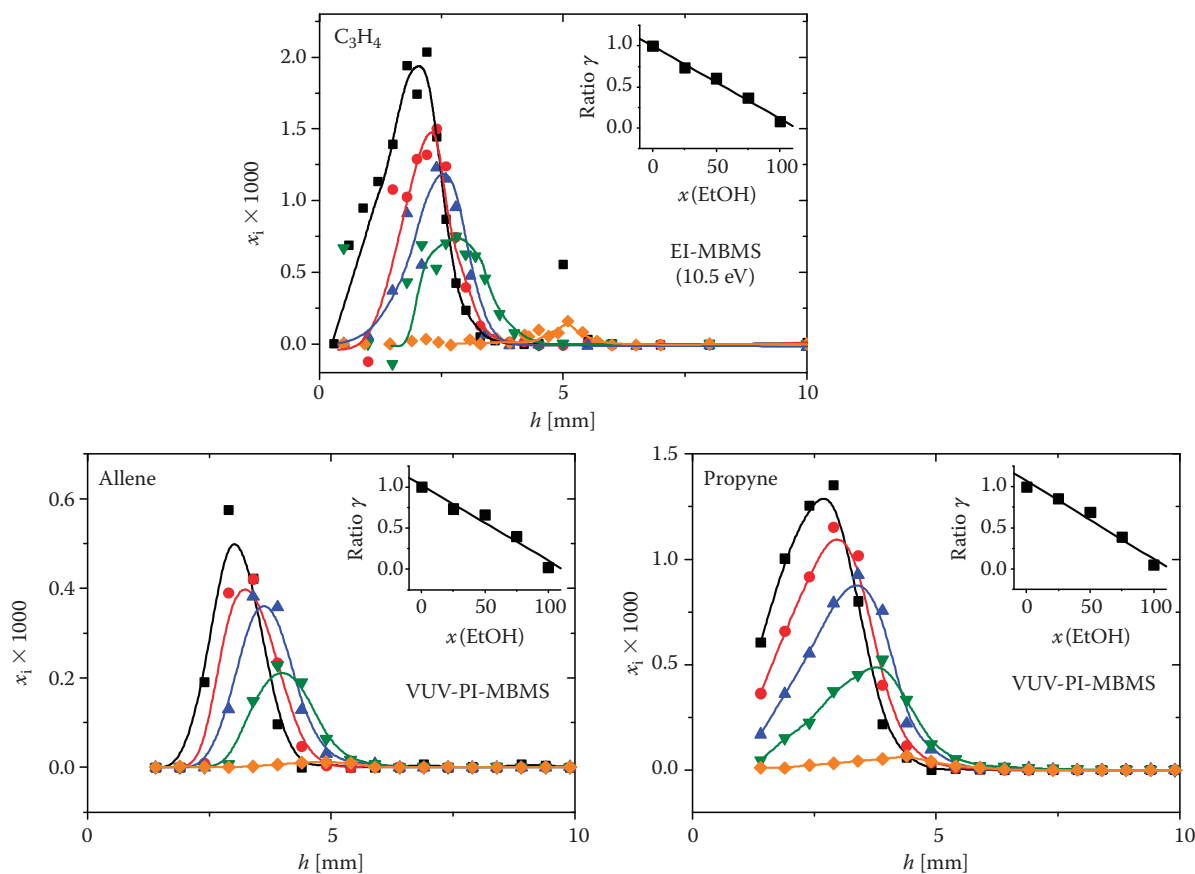 C₃H₄
2.0
1.5
1.0
0.5
0.0
xᵢ × 1000
0
5
10
h [mm]
1.0
0.5
0.0
Ratio γ
0
50
100
x (EtOH)
EI-MBMS
(10.5 eV)
Allene
0.6
0.4
0.2
0.0
xᵢ × 1000
0
5
10
h [mm]
1.0
0.5
0.0
Ratio γ
0
50
100
x (EtOH)
VUV-PI-MBMS
Propyne
1.5
1.0
0.5
0.0
xᵢ × 1000
0
5
10
h [mm]
1.0
0.5
0.0
Ratio γ
0
50
100
x (EtOH)
VUV-PI-MBMS